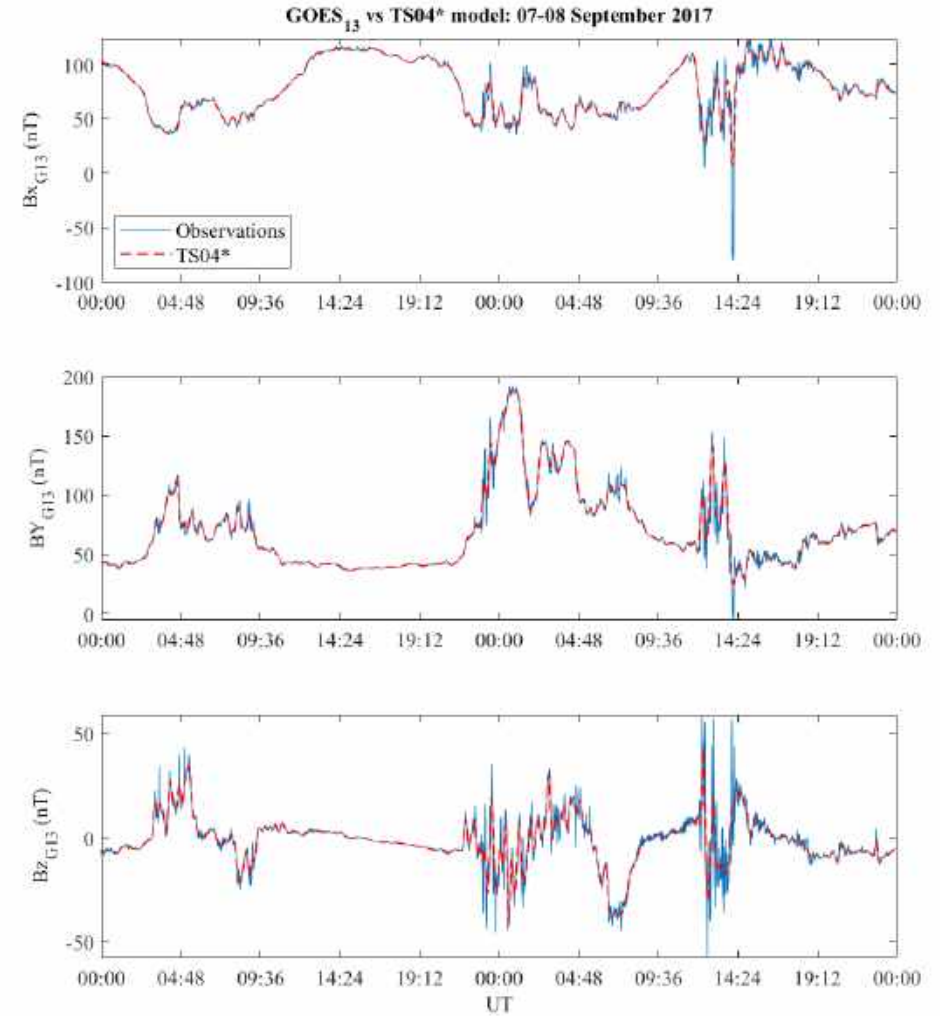 GOES13 vs TS04* model: 07-08 September 2017
100
50
0
-50
-100
BxG13 (nT)
Observations
TS04*
00:00 04:48 09:36 14:24 19:12 00:00 04:48 09:36 14:24 19:12 00:00
200
150
100
50
0
BYG13 (nT)
00:00 04:48 09:36 14:24 19:12 00:00 04:48 09:36 14:24 19:12 00:00
50
0
-50
BzG13 (nT)
00:00 04:48 09:36 14:24 19:12 00:00 04:48 09:36 14:24 19:12 00:00
UT